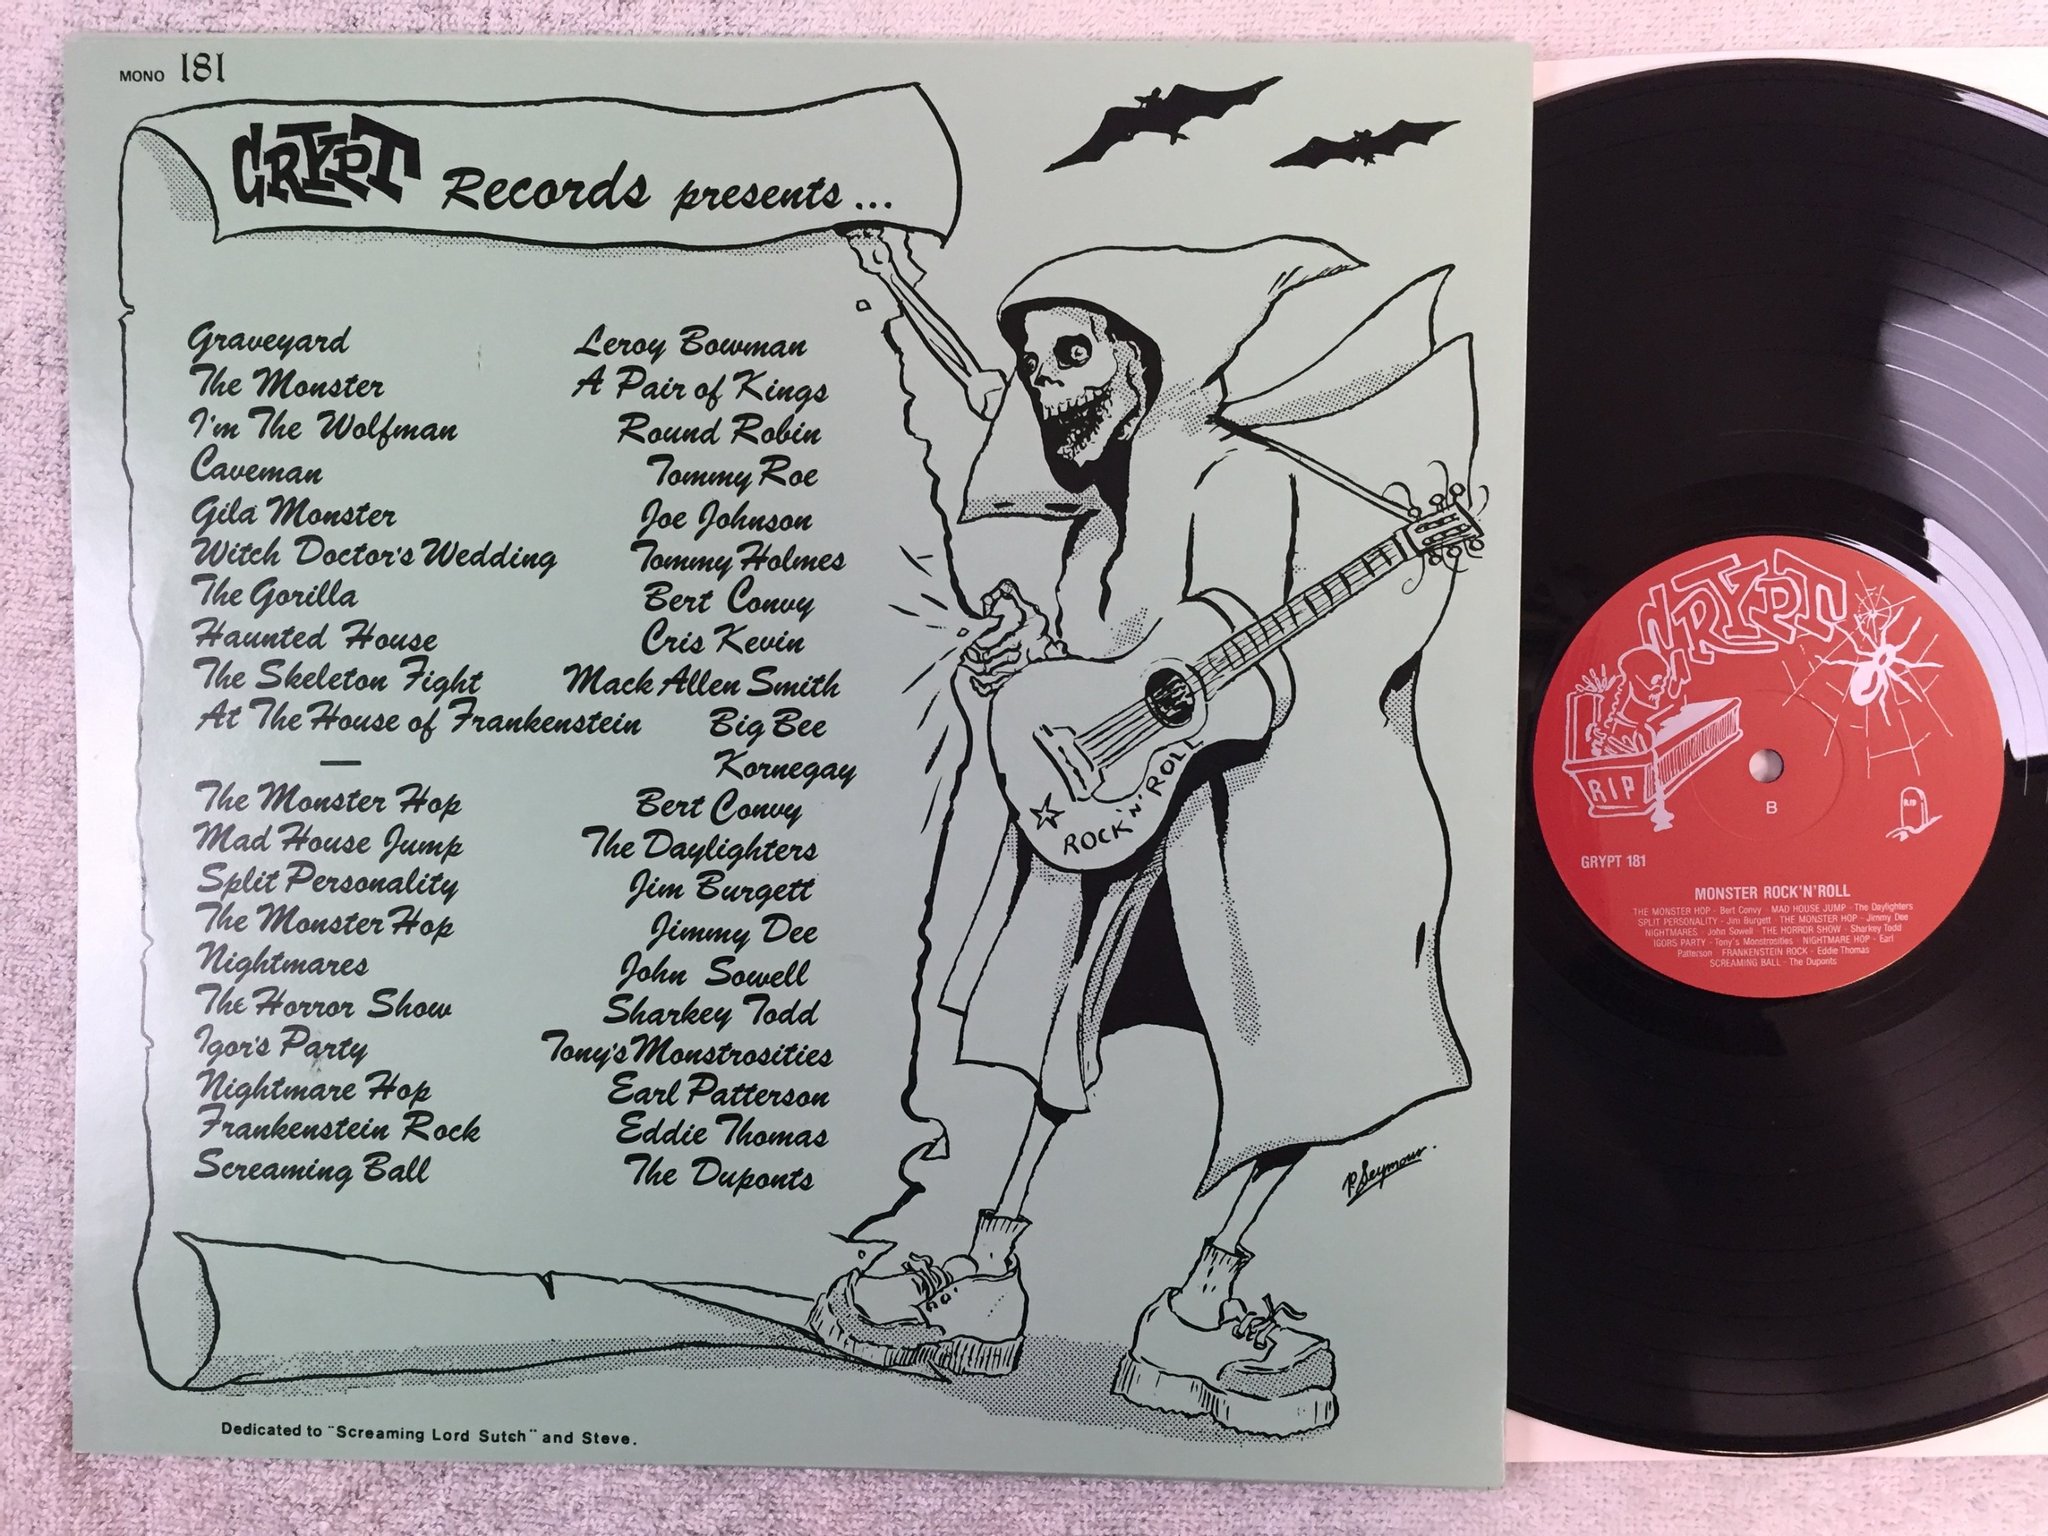 MONO 181
CRYPT Records presents...
Graveyard Leroy Bowman
The Monster A Pair of Kings
I'm The Wolfman Round Robin
Caveman Tommy Roe
Gila Monster Joe Johnson
Witch Doctor's Wedding Tommy Holmes
The Gorilla Bert Convy
Haunted House Cris Kevin
The Skeleton Fight Mack Allen Smith
At The House of Frankenstein Big Bee
Kornegay
The Monster Hop Bert Convy
Mad House Jump The Daylighters
Split Personality Jim Burgett
The Monster Hop Jimmy Dee
Nightmares John Sowell
The Horror Show Sharkey Todd
Igor's Party Tony's Monstrosities
Nightmare Hop Earl Patterson
Frankenstein Rock Eddie Thomas
Screaming Ball The Duponts
ROCK 'N' ROLL
P. Seymour.
Dedicated to "Screaming Lord Sutch" and Steve.
CRYPT
RIP
RIP
B
GRYPT 181
MONSTER ROCK'N'ROLL
THE MONSTER HOP - Bert Convy MAD HOUSE JUMP - The Daylighters
SPLIT PERSONALITY - Jim Burgett THE MONSTER HOP - Jimmy Dee
NIGHTMARES - John Sowell THE HORROR SHOW - Sharkey Todd
IGORS PARTY - Tony's Monstrosities NIGHTMARE HOP - Earl
Patterson FRANKENSTEIN ROCK - Eddie Thomas
SCREAMING BALL - The Duponts